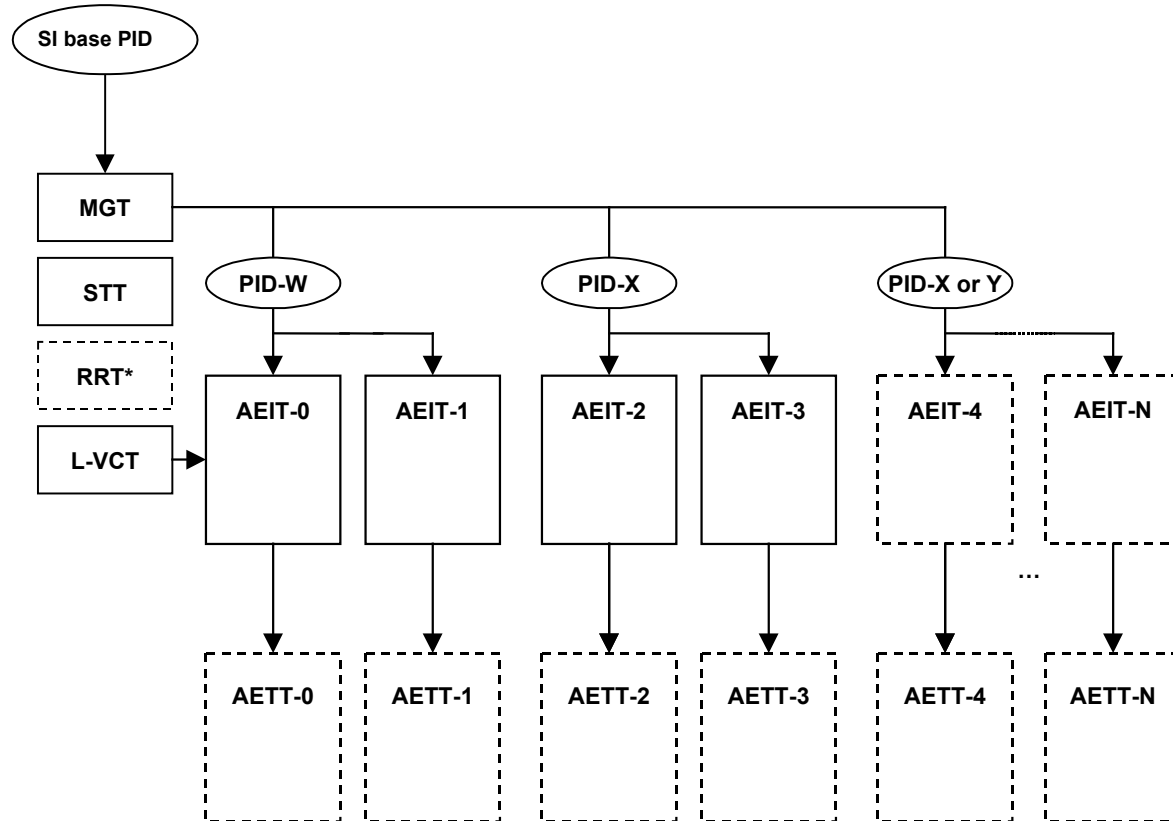 SI base PID
MGT
STT
RRT*
L-VCT
PID-W
PID-X
PID-X or Y
AEIT-0
AEIT-1
AEIT-2
AEIT-3
AEIT-4
AEIT-N
...
AETT-0
AETT-1
AETT-2
AETT-3
AETT-4
AETT-N